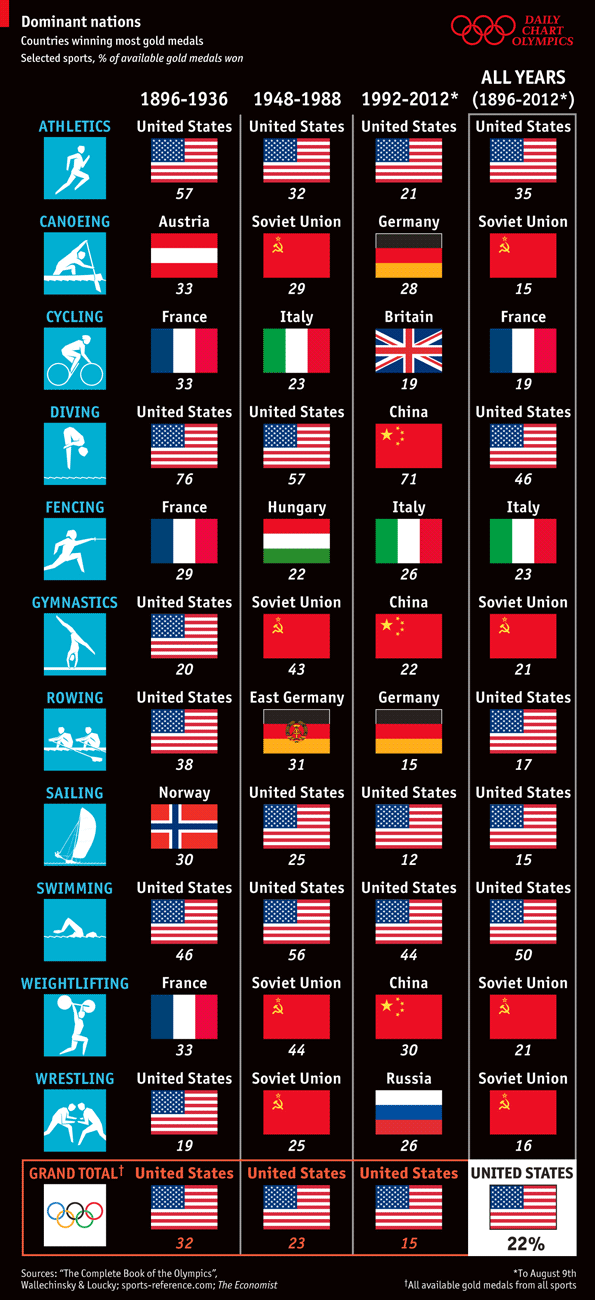 Dominant nations
Countries winning most gold medals
Selected sports, % of available gold medals won
DAILY
CHART
OLYMPICS
1896-1936 1948-1988 1992-2012* ALL YEARS
(1896-2012*)
ATHLETICS United States United States United States United States
57 32 21 35
CANOEING Austria Soviet Union Germany Soviet Union
33 29 28 15
CYCLING France Italy Britain France
33 23 19 19
DIVING United States United States China United States
76 57 71 46
FENCING France Hungary Italy Italy
29 22 26 23
GYMNASTICS United States Soviet Union China Soviet Union
20 43 22 21
ROWING United States East Germany Germany United States
38 31 15 17
SAILING Norway United States United States United States
30 25 12 15
SWIMMING United States United States United States United States
46 56 44 50
WEIGHTLIFTING France Soviet Union China Soviet Union
33 44 30 21
WRESTLING United States Soviet Union Russia Soviet Union
19 25 26 16
GRAND TOTAL† United States United States United States UNITED STATES
32 23 15 22%
Sources: "The Complete Book of the Olympics", *To August 9th
Wallechinsky & Loucky; sports-reference.com; The Economist †All available gold medals from all sports